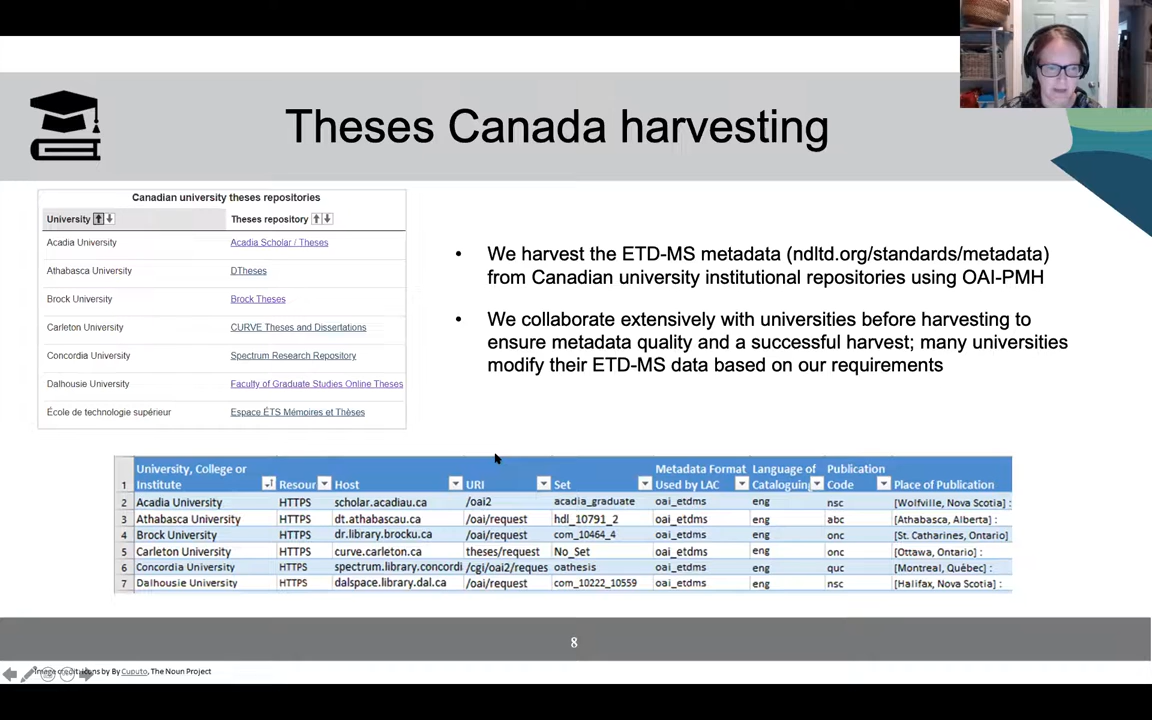 Theses Canada harvesting
Canadian university theses repositories
University Theses repository
Acadia University Acadia Scholar / Theses
Athabasca University DTheses
Brock University Brock Theses
Carleton University CURVE Theses and Dissertations
Concordia University Spectrum Research Repository
Dalhousie University Faculty of Graduate Studies Online Theses
École de technologie supérieur Espace ÉTS Mémoires et Thèses
• We harvest the ETD-MS metadata (ndltd.org/standards/metadata)
from Canadian university institutional repositories using OAI-PMH
• We collaborate extensively with universities before harvesting to
ensure metadata quality and a successful harvest; many universities
modify their ETD-MS data based on our requirements
University, College or Metadata Format Language of Publication
1 Institute Resour Host URI Set Used by LAC Cataloguing Code Place of Publication
2 Acadia University HTTPS scholar.acadiau.ca /oai2 acadia_graduate oai_etdms eng nsc [Wolfville, Nova Scotia] :
3 Athabasca University HTTPS dt.athabascau.ca /oai/request hdl_10791_2 oai_etdms eng abc [Athabasca, Alberta] :
4 Brock University HTTPS dr.library.brocku.ca /oai/request com_10464_4 oai_etdms eng onc [St. Catharines, Ontario]
5 Carleton University HTTPS curve.carleton.ca theses/request No_Set oai_etdms eng onc [Ottawa, Ontario] :
6 Concordia University HTTPS spectrum.library.concordi /cgi/oai2/reques oathesis oai_etdms eng quc [Montreal, Québec] :
7 Dalhousie University HTTPS dalspace.library.dal.ca /oai/request com_10222_10559 oai_etdms eng nsc [Halifax, Nova Scotia] :
8
Image credit: icons by By Cuputo, The Noun Project